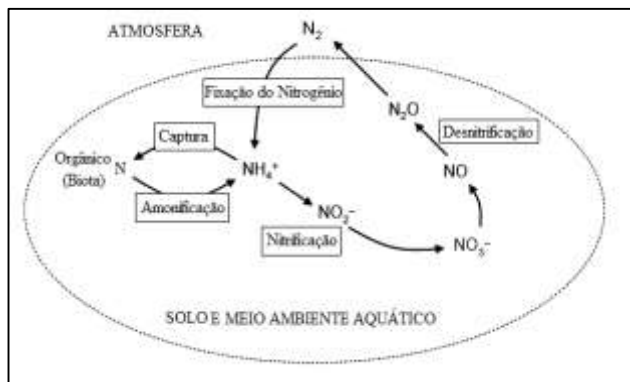 ATMOSFERA
N₂
Fixação do Nitrogênio
N₂O
Desnitrificação
Captura
Orgânico N
(Biota)
NH₄⁺
NO
Amonificação
NO₂⁻
Nitrificação
NO₃⁻
SOLO E MEIO AMBIENTE AQUÁTICO